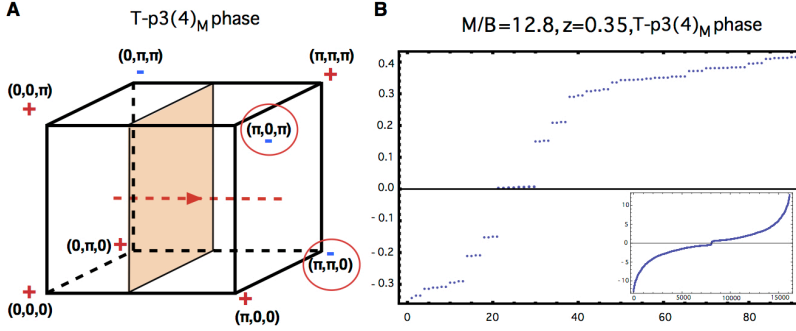 A
T-p3(4)M phase
(0,π,π)
(π,π,π)
(0,0,π)
(π,0,π)
(0,π,0)
(π,π,0)
(0,0,0)
(π,0,0)
B
M/B=12.8, z=0.35, T-p3(4)M phase
0.4
0.3
0.2
0.1
0.0
- 0.1
- 0.2
- 0.3
0 20 40 60 80
10
5
0
- 5
- 10
0 5000 10000 15000